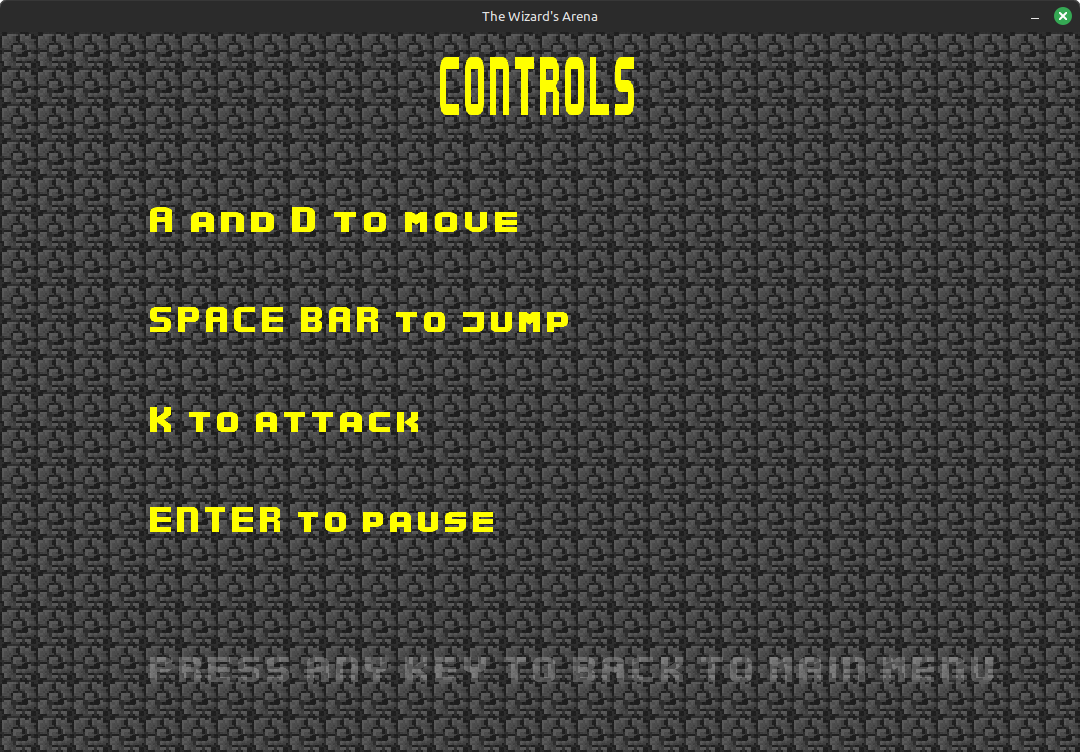 The Wizard's Arena
CONTROLS
A AND D TO MOVE
SPACE BAR TO JUMP
K TO ATTACK
ENTER TO PAUSE
PRESS ANY KEY TO BACK TO MAIN MENU